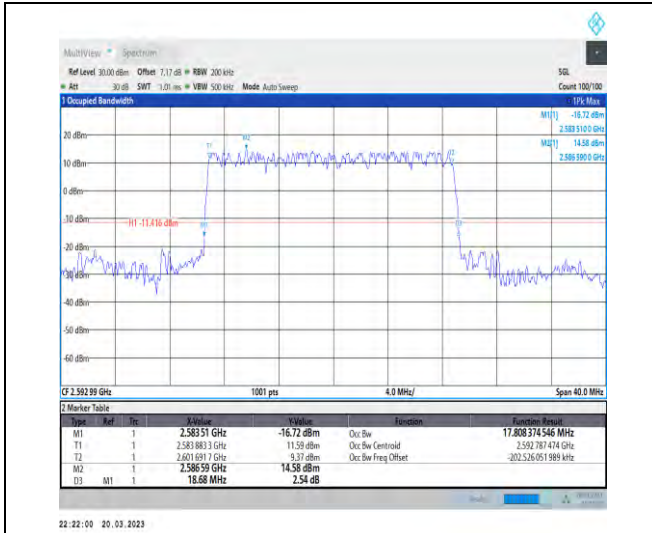 MultiView Spectrum
Ref Level 30.00 dBm Offset 7.17 dB RBW 200 kHz SGL
Att 30 dB SWT 1.01 ms VBW 500 kHz Mode Auto Sweep Count 100/100
1 Occupied Bandwidth 1Pk Max
M1[1] -16.72 dBm
2.583 5100 GHz
M2[1] 14.58 dBm
2.586 5900 GHz
20 dBm
T1 M2 T2
10 dBm
0 dBm
-10 dBm
H1 -11.416 dBm
M1 D3
-20 dBm
-30 dBm
-40 dBm
-50 dBm
-60 dBm
CF 2.592 99 GHz 1001 pts 4.0 MHz/ Span 40.0 MHz
2 Marker Table
Type Ref Trc X-Value Y-Value Function Function Result
M1 1 2.583 51 GHz -16.72 dBm Occ Bw 17.808 374 546 MHz
T1 1 2.583 883 3 GHz 11.59 dBm Occ Bw Centroid 2.592 787 474 GHz
T2 1 2.601 691 7 GHz 9.37 dBm Occ Bw Freq Offset -202.526 051 989 kHz
M2 1 2.586 59 GHz 14.58 dBm
D3 M1 1 18.68 MHz 2.54 dB
22:22:00 20.03.2023